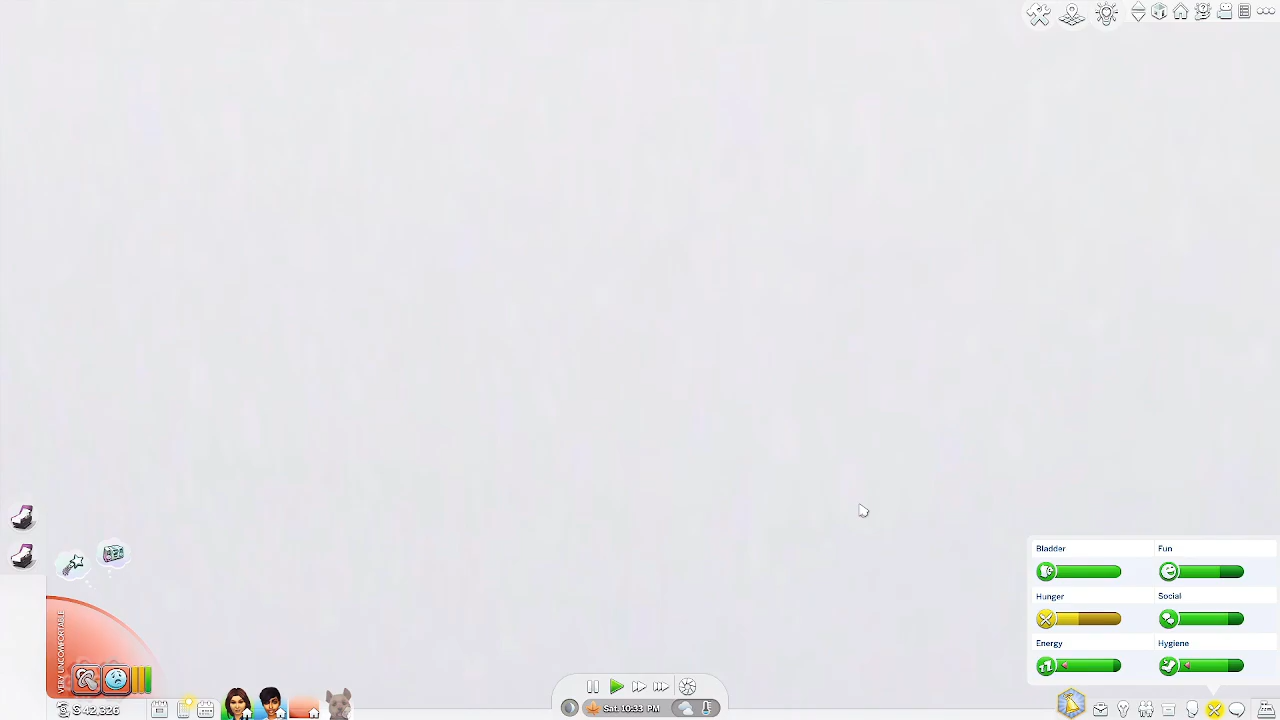 Bladder
Fun
Hunger
Social
Energy
Hygiene
VERY UNCOMFORTABLE
§ 42,326
Sat. 10:33 PM